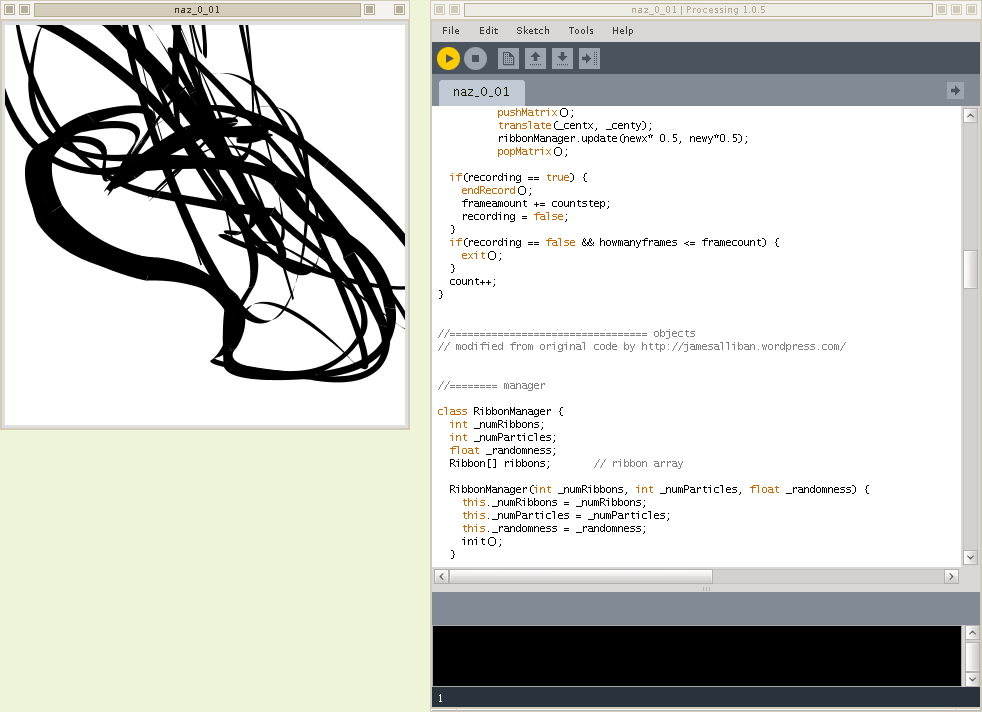 naz_0_01
naz_0_01 | Processing 1.0.5
File Edit Sketch Tools Help
naz_0_01
pushMatrix();
translate(_centx, _centy);
ribbonManager.update(newx* 0.5, newy*0.5);
popMatrix();
if(recording == true) {
endRecord();
frameamount += countstep;
recording = false;
}
if(recording == false && howmanyframes <= framecount) {
exit();
}
count++;
}
//================================= objects
// modified from original code by http://jamesalliban.wordpress.com/
//======== manager
class RibbonManager {
int _numRibbons;
int _numParticles;
float _randomness;
Ribbon[] ribbons; // ribbon array
RibbonManager(int _numRibbons, int _numParticles, float _randomness) {
this._numRibbons = _numRibbons;
this._numParticles = _numParticles;
this._randomness = _randomness;
init();
}
1